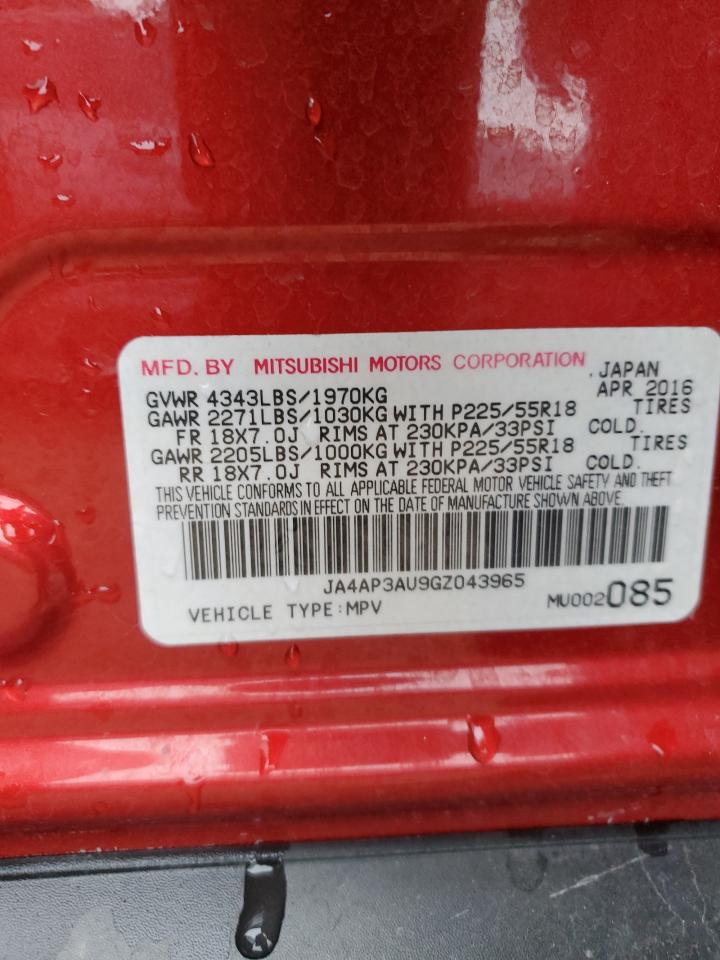 MFD. BY MITSUBISHI MOTORS CORPORATION . JAPAN
GVWR 4343LBS/1970KG APR 2016
GAWR 2271LBS/1030KG WITH P225/55R18 TIRES
FR 18X7.0J RIMS AT 230KPA/33PSI COLD.
GAWR 2205LBS/1000KG WITH P225/55R18 TIRES
RR 18X7.0J RIMS AT 230KPA/33PSI COLD.
THIS VEHICLE CONFORMS TO ALL APPLICABLE FEDERAL MOTOR VEHICLE SAFETY AND THEFT
PREVENTION STANDARDS IN EFFECT ON THE DATE OF MANUFACTURE SHOWN ABOVE.
JA4AP3AU9GZ043965
VEHICLE TYPE:MPV MU002085